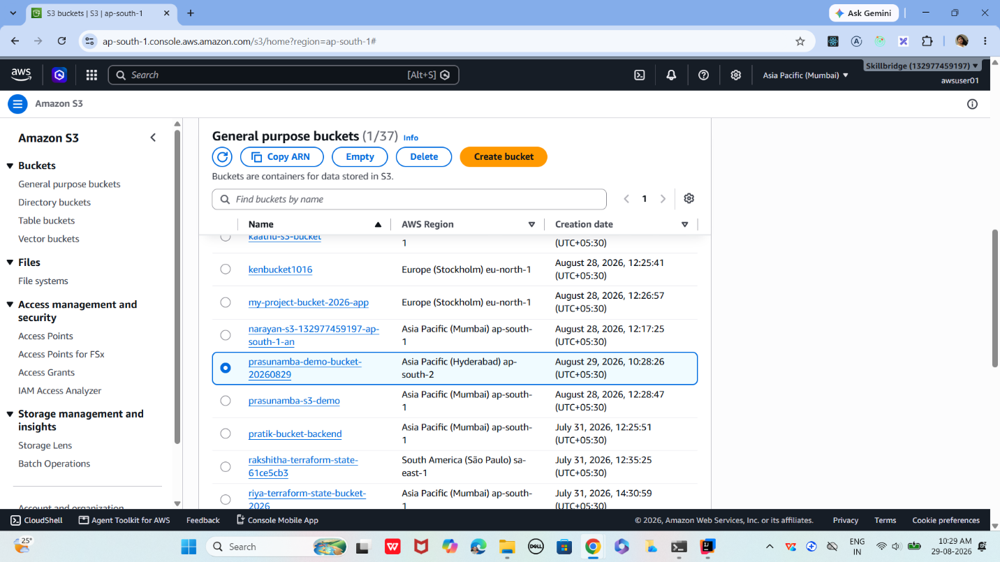 S3 buckets | S3 | ap-south-1
Ask Gemini
ap-south-1.console.aws.amazon.com/s3/home?region=ap-south-1#
aws
Search
[Alt+S]
Asia Pacific (Mumbai)
Skillbridge (132977459197)
awsuser01
Amazon S3
Amazon S3
Buckets
General purpose buckets
Directory buckets
Table buckets
Vector buckets
Files
File systems
Access management and
security
Access Points
Access Points for FSx
Access Grants
IAM Access Analyzer
Storage management and
insights
Storage Lens
Batch Operations
Account and organization
General purpose buckets (1/37) Info
Copy ARN
Empty
Delete
Create bucket
Buckets are containers for data stored in S3.
Find buckets by name
1
Name
AWS Region
Creation date
kaathu-s3-bucket
1
(UTC+05:30)
kenbucket1016
Europe (Stockholm) eu-north-1
August 28, 2026, 12:25:41
(UTC+05:30)
my-project-bucket-2026-app
Europe (Stockholm) eu-north-1
August 28, 2026, 12:26:57
(UTC+05:30)
narayan-s3-132977459197-ap-
south-1-an
Asia Pacific (Mumbai) ap-south-
1
August 28, 2026, 12:17:25
(UTC+05:30)
prasunamba-demo-bucket-
20260829
Asia Pacific (Hyderabad) ap-
south-2
August 29, 2026, 10:28:26
(UTC+05:30)
prasunamba-s3-demo
Asia Pacific (Mumbai) ap-south-
1
August 28, 2026, 12:28:47
(UTC+05:30)
pratik-bucket-backend
Asia Pacific (Mumbai) ap-south-
1
July 31, 2026, 12:25:51
(UTC+05:30)
rakshitha-terraform-state-
61ce5cb3
South America (São Paulo) sa-
east-1
July 31, 2026, 12:35:25
(UTC+05:30)
riya-terraform-state-bucket-
2026
Asia Pacific (Mumbai) ap-south-
1
July 31, 2026, 14:30:59
(UTC+05:30)
CloudShell
Agent Toolkit for AWS
Feedback
Console Mobile App
© 2026, Amazon Web Services, Inc. or its affiliates.
Privacy
Terms
Cookie preferences
25°
Search
DELL
ENG
IN
10:29 AM
29-08-2026